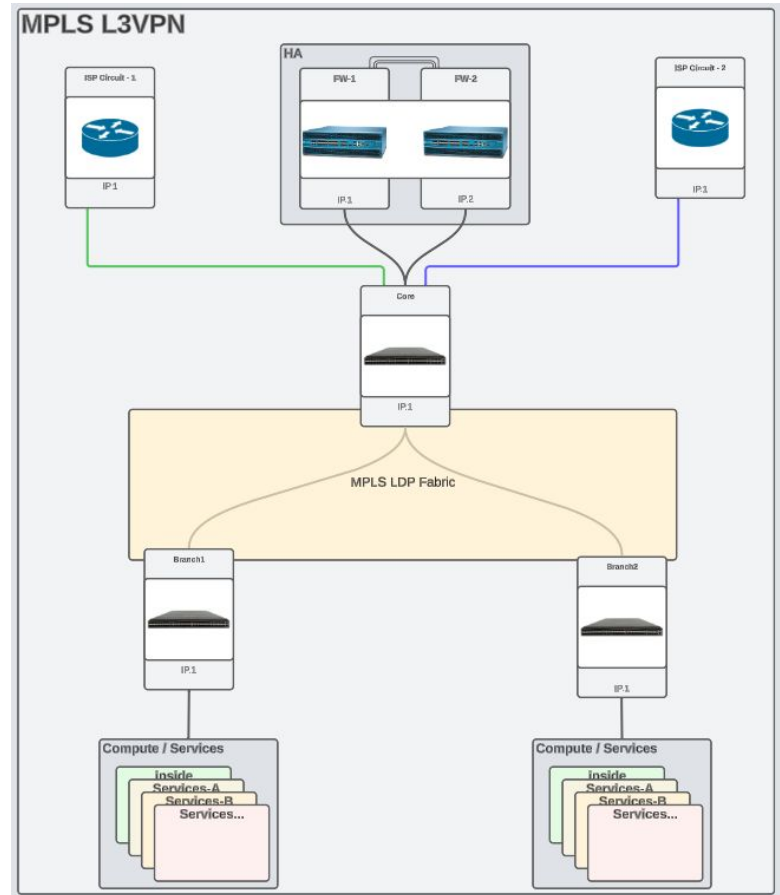 MPLS L3VPN
HA
ISP Circuit - 1
FW-1
FW-2
ISP Circuit - 2
IP.1
IP.1
IP.2
IP.1
Core
IP.1
MPLS LDP Fabric
Branch1
Branch2
IP.1
IP.1
Compute / Services
Compute / Services
inside
Services-A
Services-B
Services...
inside
Services-A
Services-B
Services...